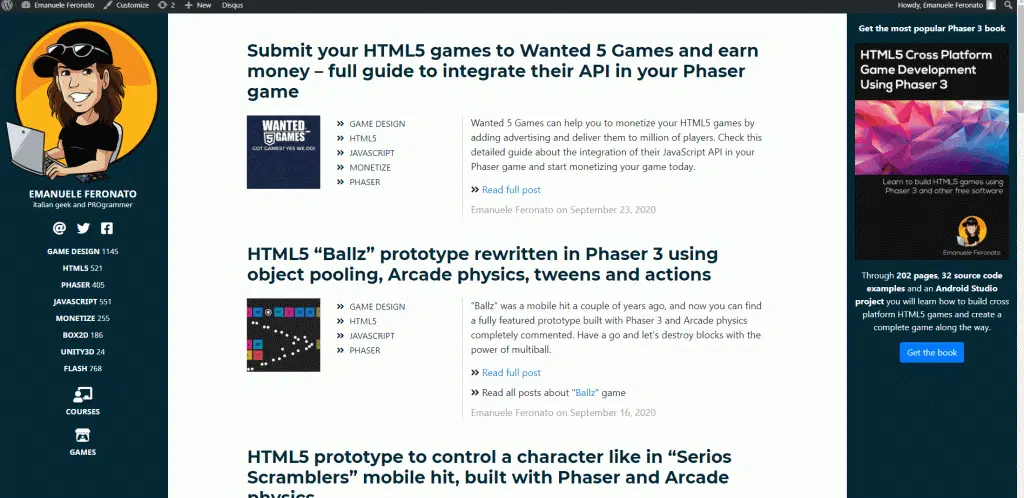 Emanuele Feronato Customize 2 0 + New Disqus Howdy, Emanuele Feronato
EMANUELE FERONATO
italian geek and PROgrammer
GAME DESIGN 1145
HTML5 521
PHASER 405
JAVASCRIPT 551
MONETIZE 255
BOX2D 186
UNITY3D 24
FLASH 768
COURSES
GAMES
Submit your HTML5 games to Wanted 5 Games and earn
money – full guide to integrate their API in your Phaser
game
WANTED
5 GAMES
GOT GAMES? YES WE DO!
GAME DESIGN
HTML5
JAVASCRIPT
MONETIZE
PHASER
Wanted 5 Games can help you to monetize your HTML5 games by
adding advertising and deliver them to million of players. Check this
detailed guide about the integration of their JavaScript API in your
Phaser game and start monetizing your game today.
Read full post
Emanuele Feronato on September 23, 2020
HTML5 “Ballz” prototype rewritten in Phaser 3 using
object pooling, Arcade physics, tweens and actions
GAME DESIGN
HTML5
JAVASCRIPT
PHASER
“Ballz” was a mobile hit a couple of years ago, and now you can find
a fully featured prototype built with Phaser 3 and Arcade physics
completely commented. Have a go and let’s destroy blocks with the
power of multiball.
Read full post
Read all posts about "Ballz" game
Emanuele Feronato on September 16, 2020
HTML5 prototype to control a character like in “Serios
Scramblers” mobile hit, built with Phaser and Arcade
physics
Get the most popular Phaser 3 book
HTML5 Cross Platform
Game Development
Using Phaser 3
Learn to build HTML5 games using
Phaser 3 and other free software
Emanuele Feronato
Through 202 pages, 32 source code
examples and an Android Studio
project you will learn how to build cross
platform HTML5 games and create a
complete game along the way.
Get the book